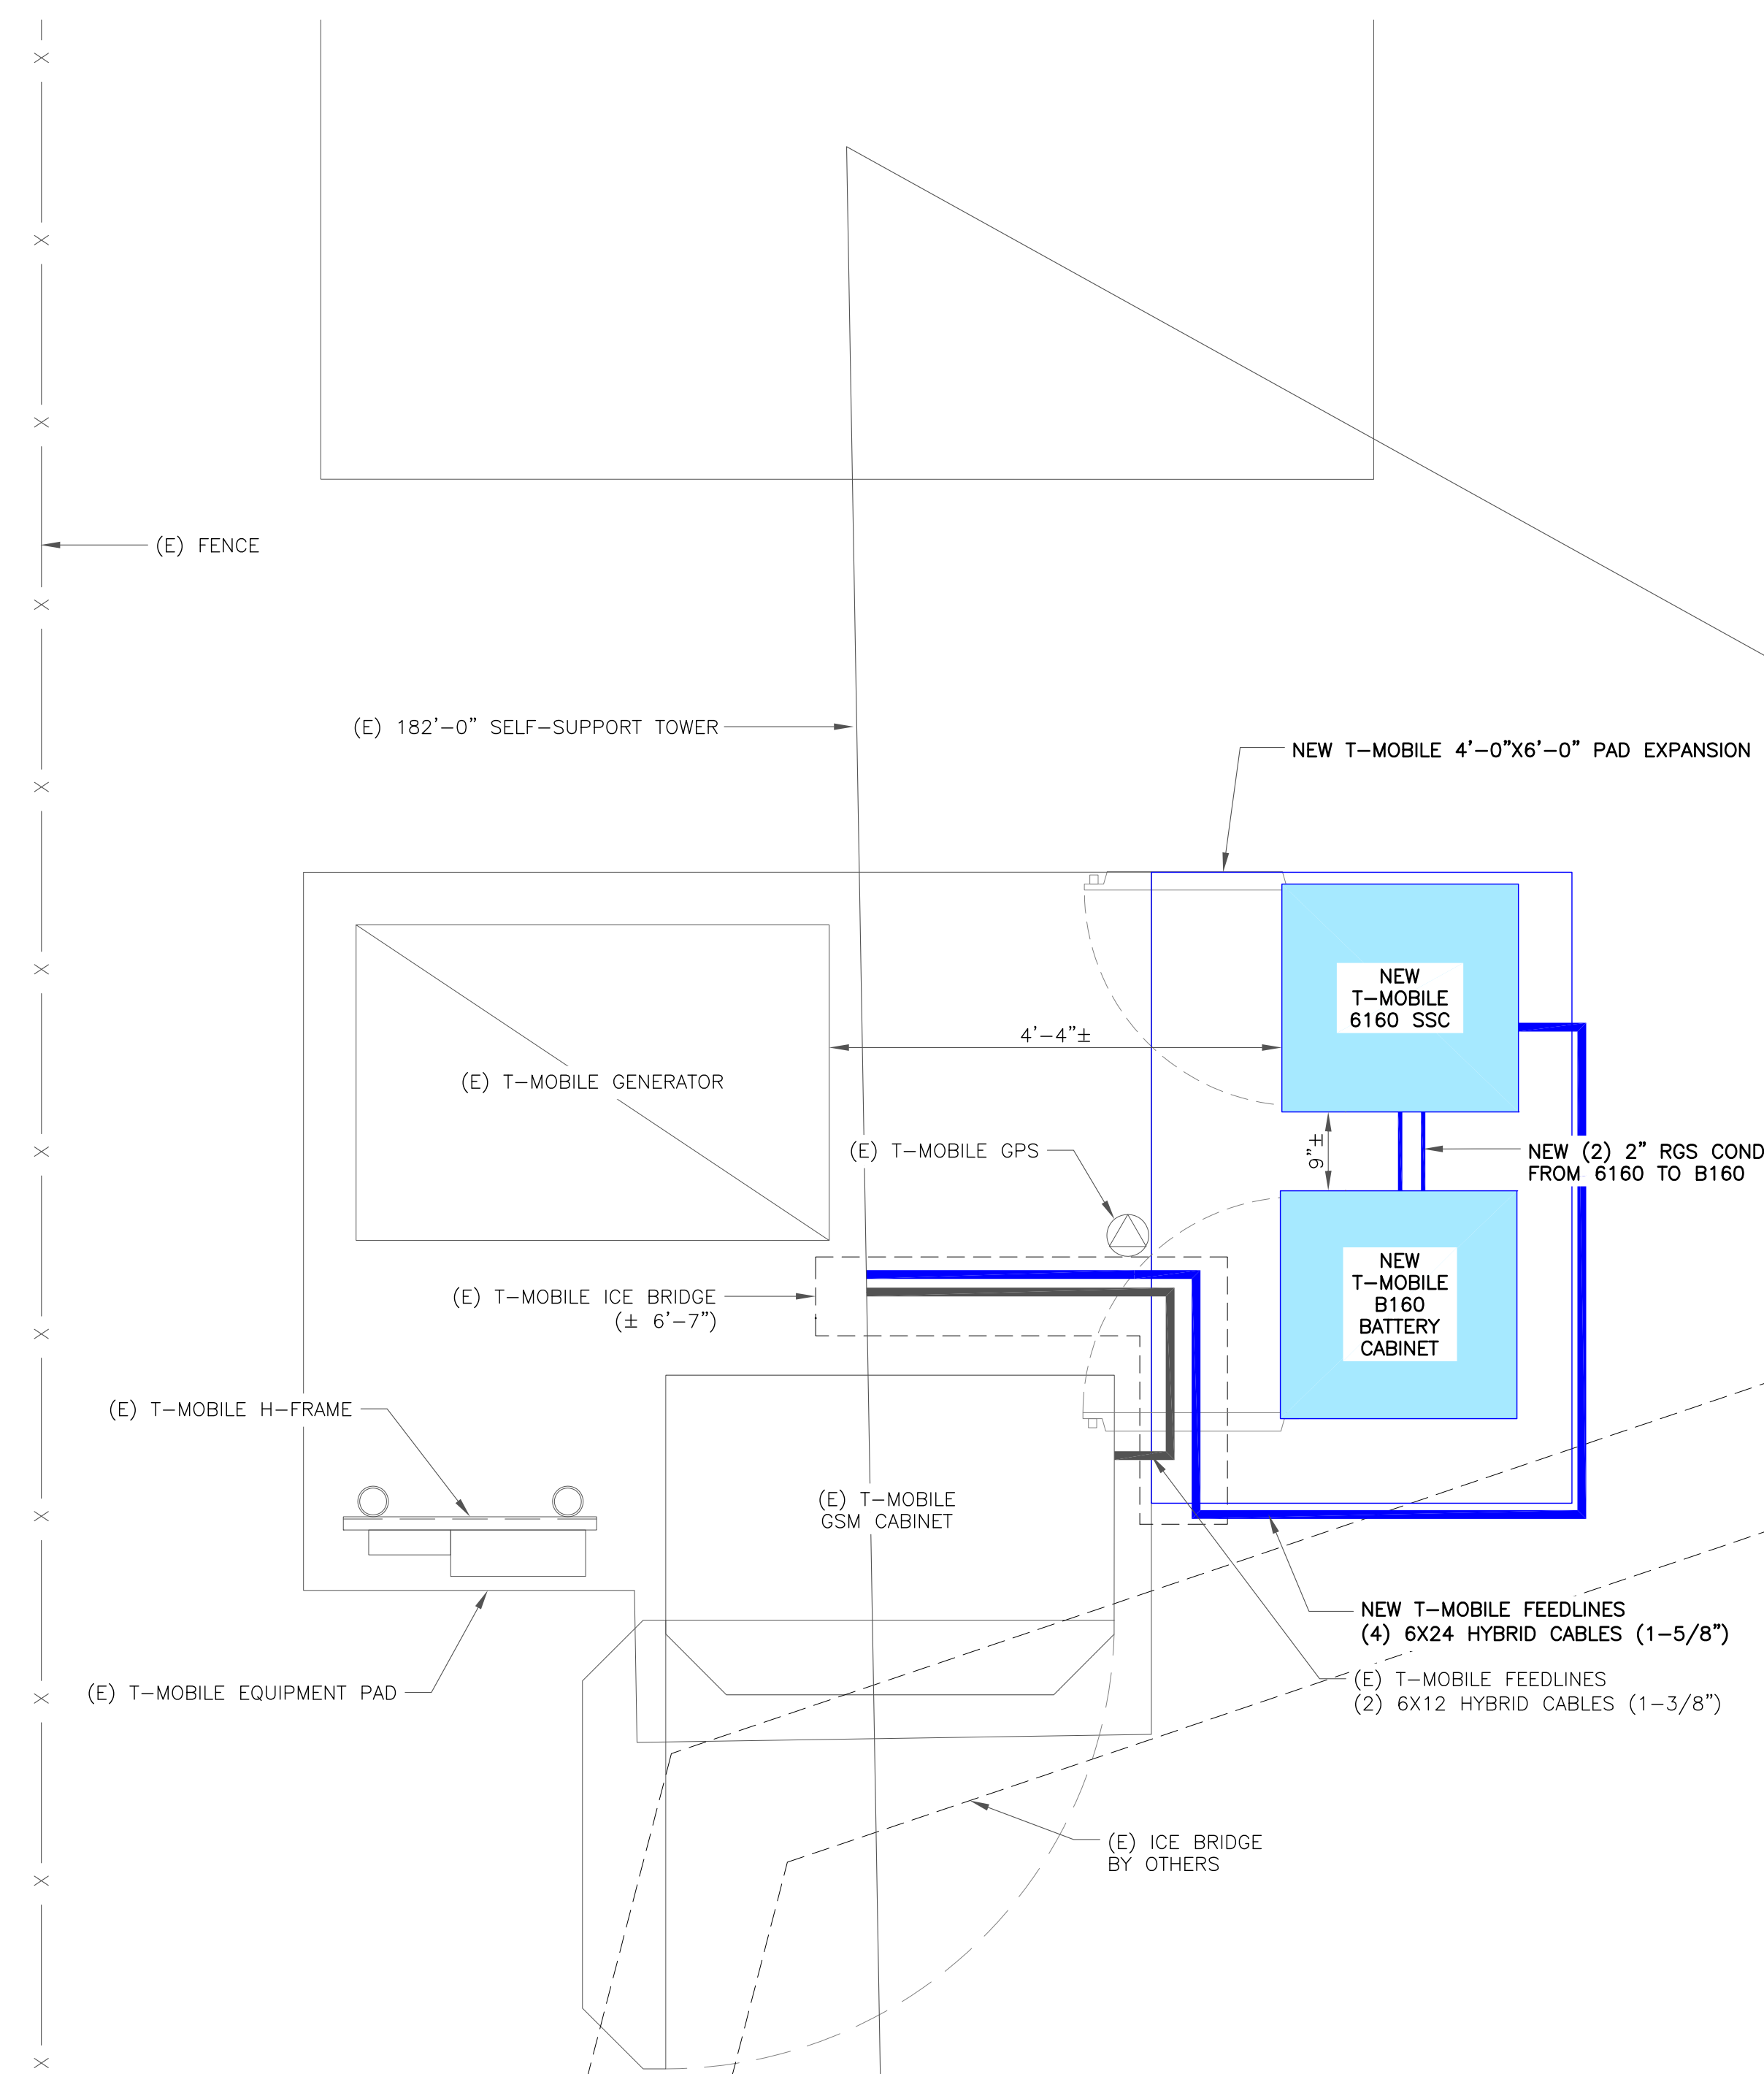 (E) FENCE
(E) 182'-0" SELF-SUPPORT TOWER
NEW T-MOBILE 4'-0"X6'-0" PAD EXPANSION
NEW
T-MOBILE
6160 SSC
4'-4"±
(E) T-MOBILE GENERATOR
(E) T-MOBILE GPS
9"±
NEW (2) 2" RGS COND
FROM 6160 TO B160
NEW
T-MOBILE
B160
BATTERY
CABINET
(E) T-MOBILE ICE BRIDGE
(± 6'-7")
(E) T-MOBILE H-FRAME
(E) T-MOBILE
GSM CABINET
NEW T-MOBILE FEEDLINES
(4) 6X24 HYBRID CABLES (1-5/8")
(E) T-MOBILE FEEDLINES
(2) 6X12 HYBRID CABLES (1-3/8")
(E) T-MOBILE EQUIPMENT PAD
(E) ICE BRIDGE
BY OTHERS